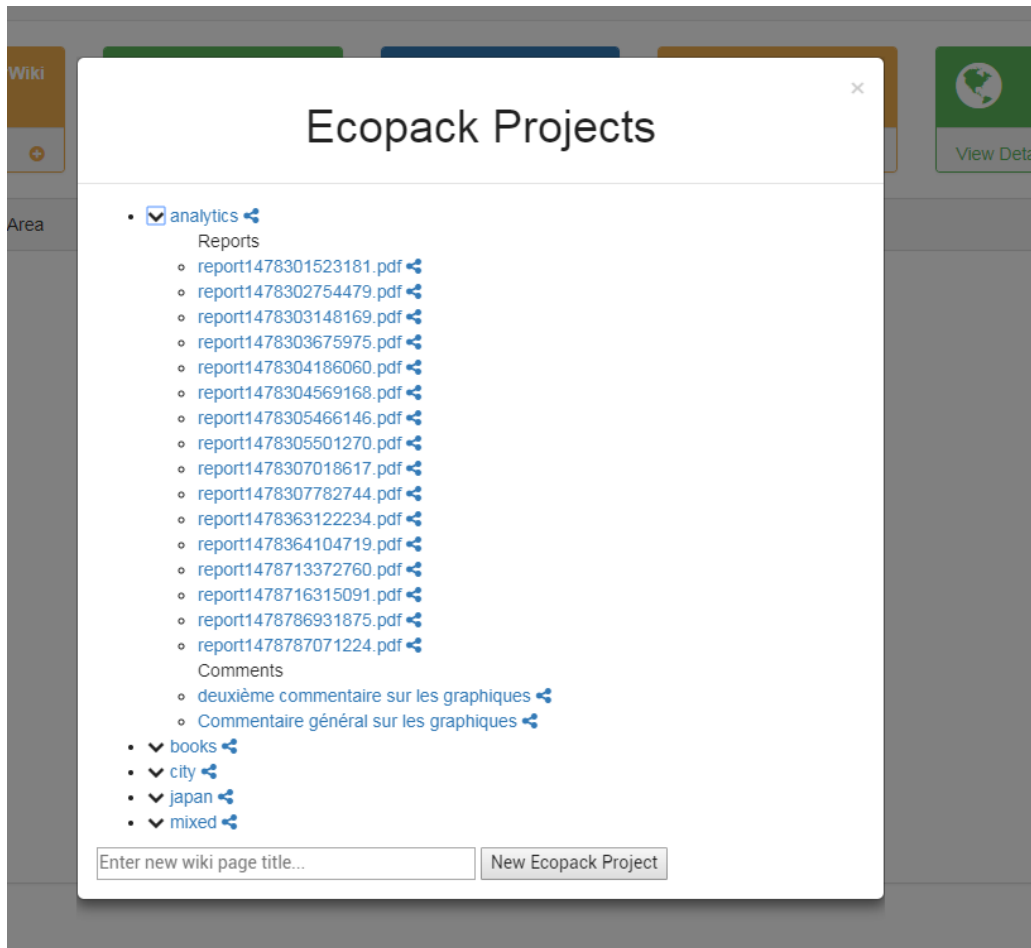 Wiki
×
Ecopack Projects
View Deta
Area
analytics
Reports
report1478301523181.pdf
report1478302754479.pdf
report1478303148169.pdf
report1478303675975.pdf
report1478304186060.pdf
report1478304569168.pdf
report1478305466146.pdf
report1478305501270.pdf
report1478307018617.pdf
report1478307782744.pdf
report1478363122234.pdf
report1478364104719.pdf
report1478713372760.pdf
report1478716315091.pdf
report1478786931875.pdf
report1478787071224.pdf
Comments
deuxième commentaire sur les graphiques
Commentaire général sur les graphiques
books
city
japan
mixed
Enter new wiki page title... New Ecopack Project